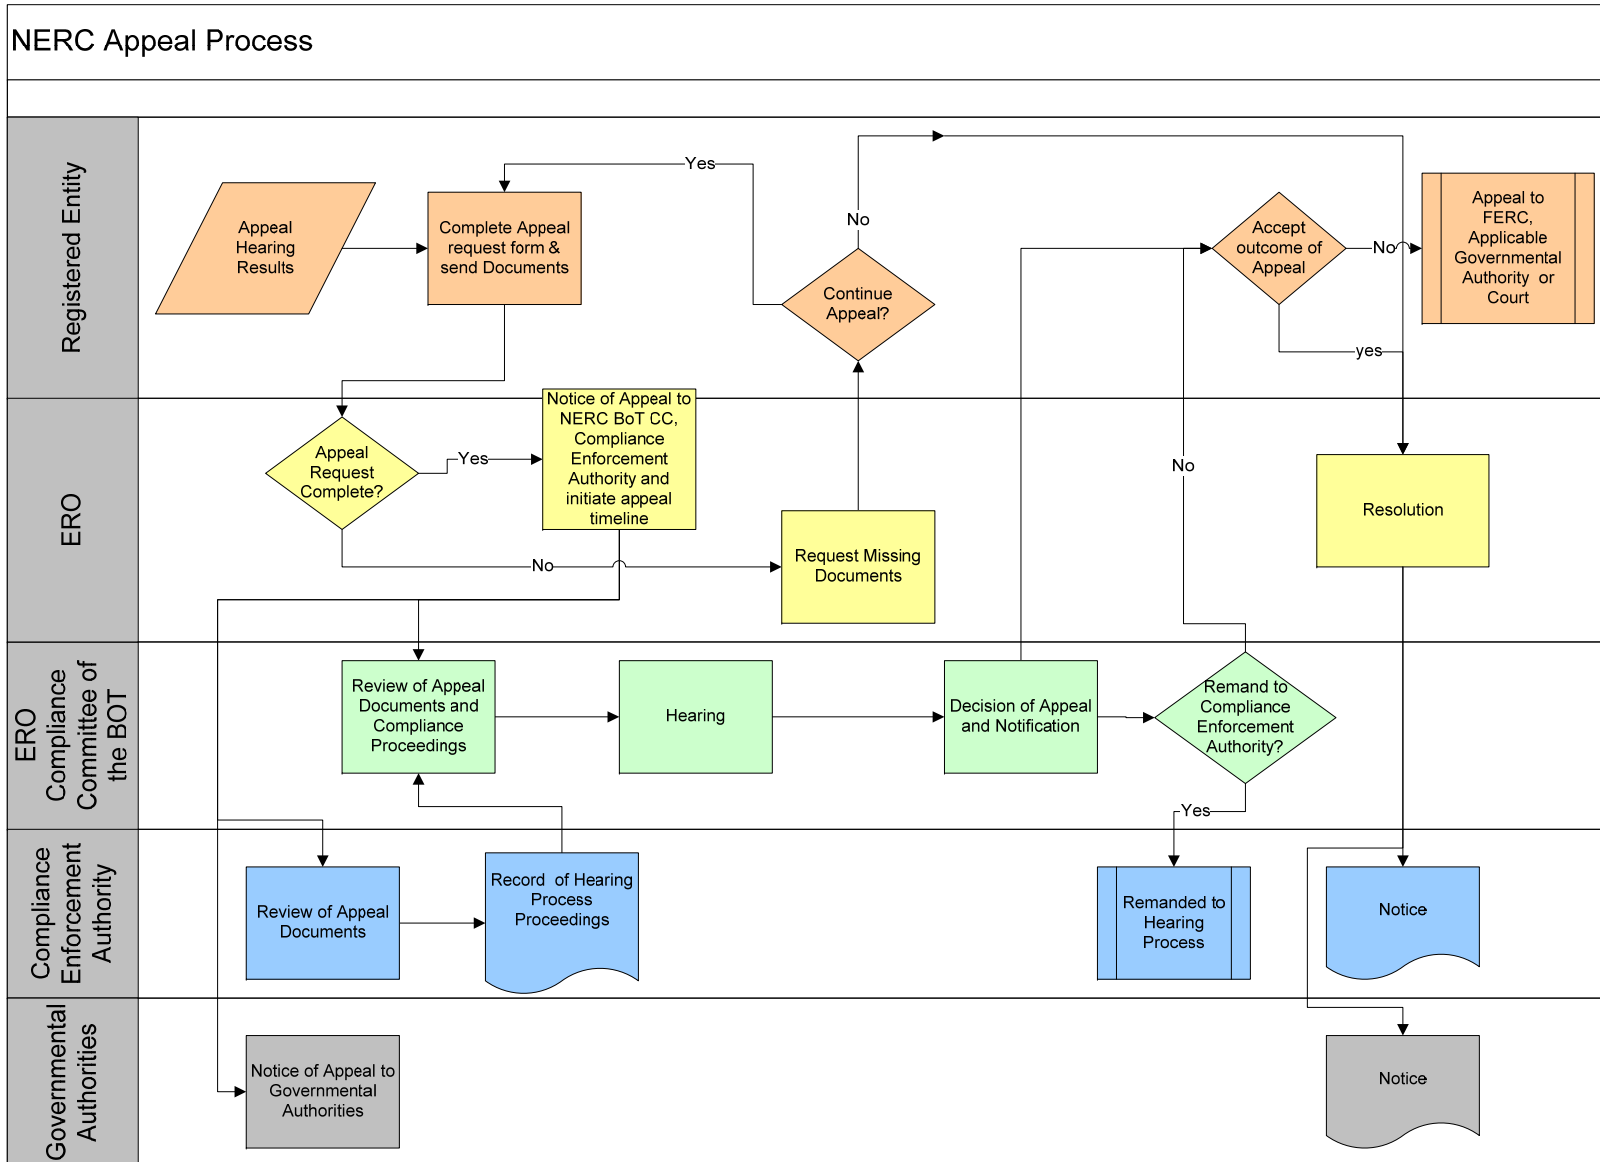 NERC Appeal Process
Registered Entity
Appeal
Hearing
Results
Complete Appeal
request form &
send Documents
Yes
No
Continue
Appeal?
Accept
outcome of
Appeal
No
yes
Appeal to
FERC,
Applicable
Governmental
Authority or
Court
ERO
Appeal
Request
Complete?
Yes
No
Notice of Appeal to
NERC BoT CC,
Compliance
Enforcement
Authority and
initiate appeal
timeline
Request Missing
Documents
No
Resolution
ERO
Compliance
Committee of
the BOT
Review of Appeal
Documents and
Compliance
Proceedings
Hearing
Decision of Appeal
and Notification
Remand to
Compliance
Enforcement
Authority?
Yes
Compliance
Enforcement
Authority
Review of Appeal
Documents
Record of Hearing
Process
Proceedings
Remanded to
Hearing
Process
Notice
Governmental
Authorities
Notice of Appeal to
Governmental
Authorities
Notice